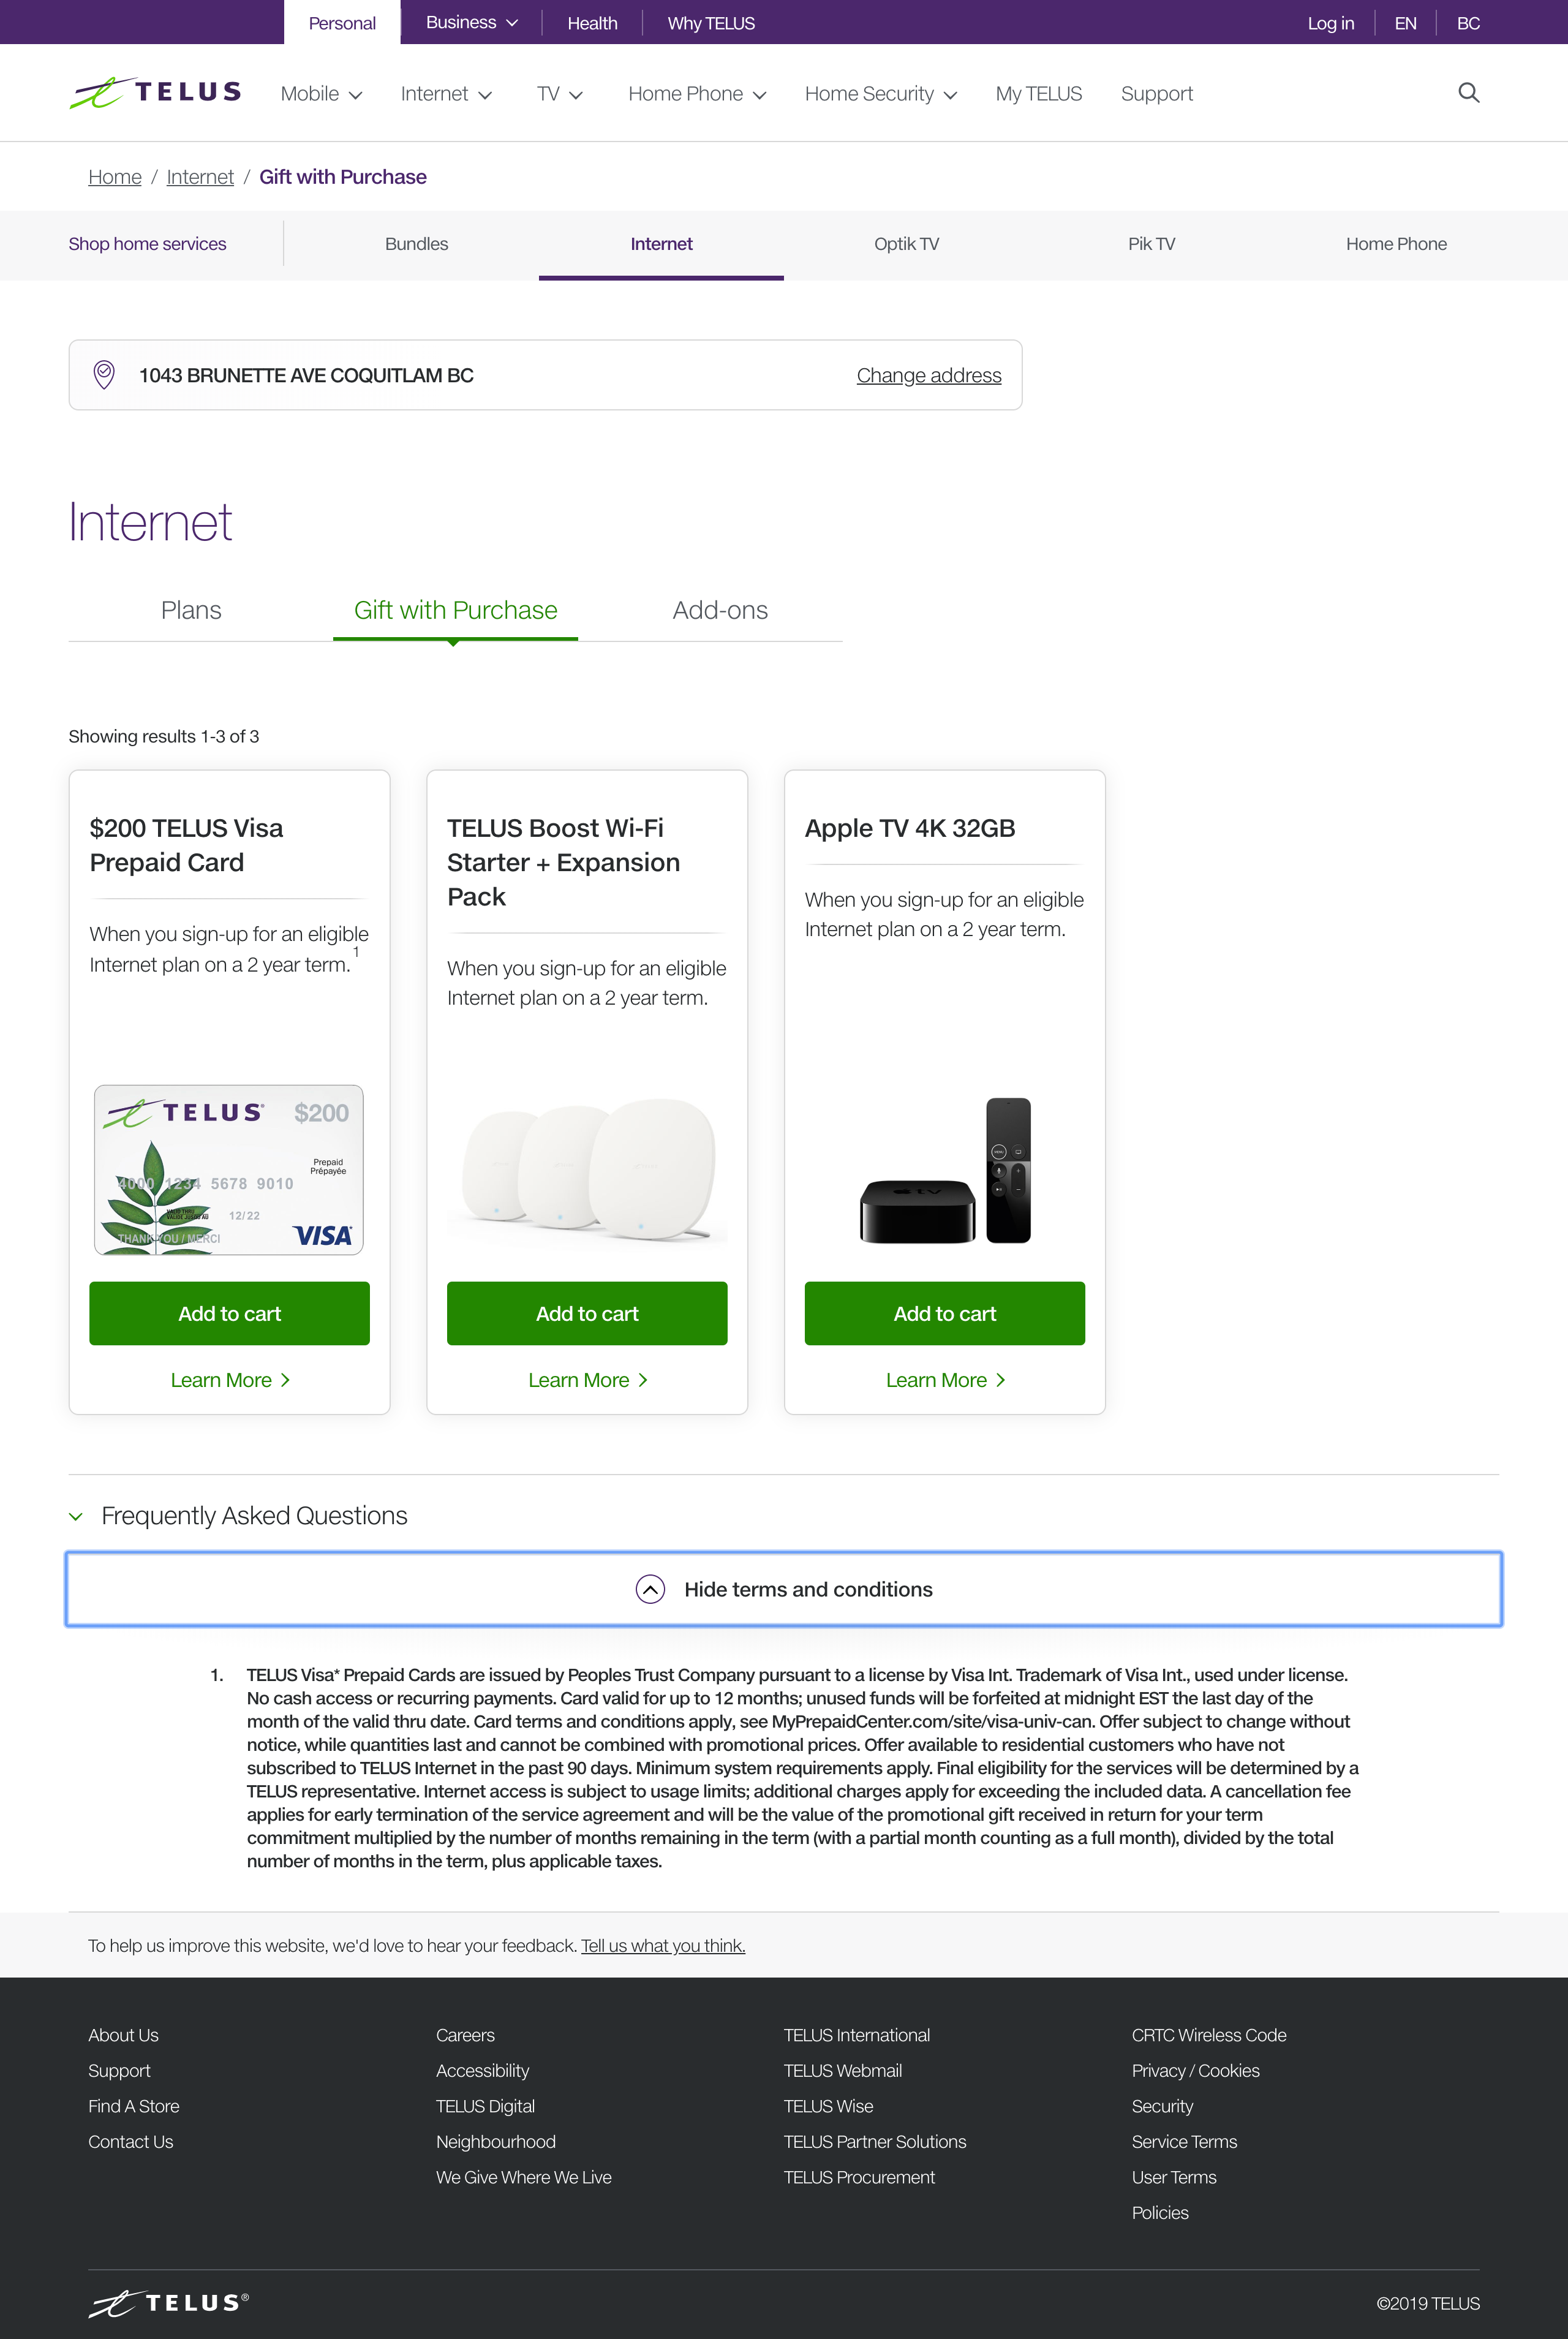 Personal
Business
Health
Why TELUS
Log in
EN
BC
TELUS
Mobile
Internet
TV
Home Phone
Home Security
My TELUS
Support
Home / Internet / Gift with Purchase
Shop home services
Bundles
Internet
Optik TV
Pik TV
Home Phone
1043 BRUNETTE AVE COQUITLAM BC
Change address
Internet
Plans
Gift with Purchase
Add-ons
Showing results 1-3 of 3
$200 TELUS Visa
Prepaid Card
When you sign-up for an eligible
Internet plan on a 2 year term.1
TELUS $200
Prepaid
Prépayée
4000 1234 5678 9010
12/22
THANK YOU / MERCI
VISA
Add to cart
Learn More
TELUS Boost Wi-Fi
Starter + Expansion
Pack
When you sign-up for an eligible
Internet plan on a 2 year term.
Add to cart
Learn More
Apple TV 4K 32GB
When you sign-up for an eligible
Internet plan on a 2 year term.
tv
MENU
Add to cart
Learn More
Frequently Asked Questions
Hide terms and conditions
1. TELUS Visa* Prepaid Cards are issued by Peoples Trust Company pursuant to a license by Visa Int. Trademark of Visa Int., used under license.
No cash access or recurring payments. Card valid for up to 12 months; unused funds will be forfeited at midnight EST the last day of the
month of the valid thru date. Card terms and conditions apply, see MyPrepaidCenter.com/site/visa-univ-can. Offer subject to change without
notice, while quantities last and cannot be combined with promotional prices. Offer available to residential customers who have not
subscribed to TELUS Internet in the past 90 days. Minimum system requirements apply. Final eligibility for the services will be determined by a
TELUS representative. Internet access is subject to usage limits; additional charges apply for exceeding the included data. A cancellation fee
applies for early termination of the service agreement and will be the value of the promotional gift received in return for your term
commitment multiplied by the number of months remaining in the term (with a partial month counting as a full month), divided by the total
number of months in the term, plus applicable taxes.
To help us improve this website, we'd love to hear your feedback. Tell us what you think.
About Us
Support
Find A Store
Contact Us
Careers
Accessibility
TELUS Digital
Neighbourhood
We Give Where We Live
TELUS International
TELUS Webmail
TELUS Wise
TELUS Partner Solutions
TELUS Procurement
CRTC Wireless Code
Privacy / Cookies
Security
Service Terms
User Terms
Policies
TELUS®
©2019 TELUS